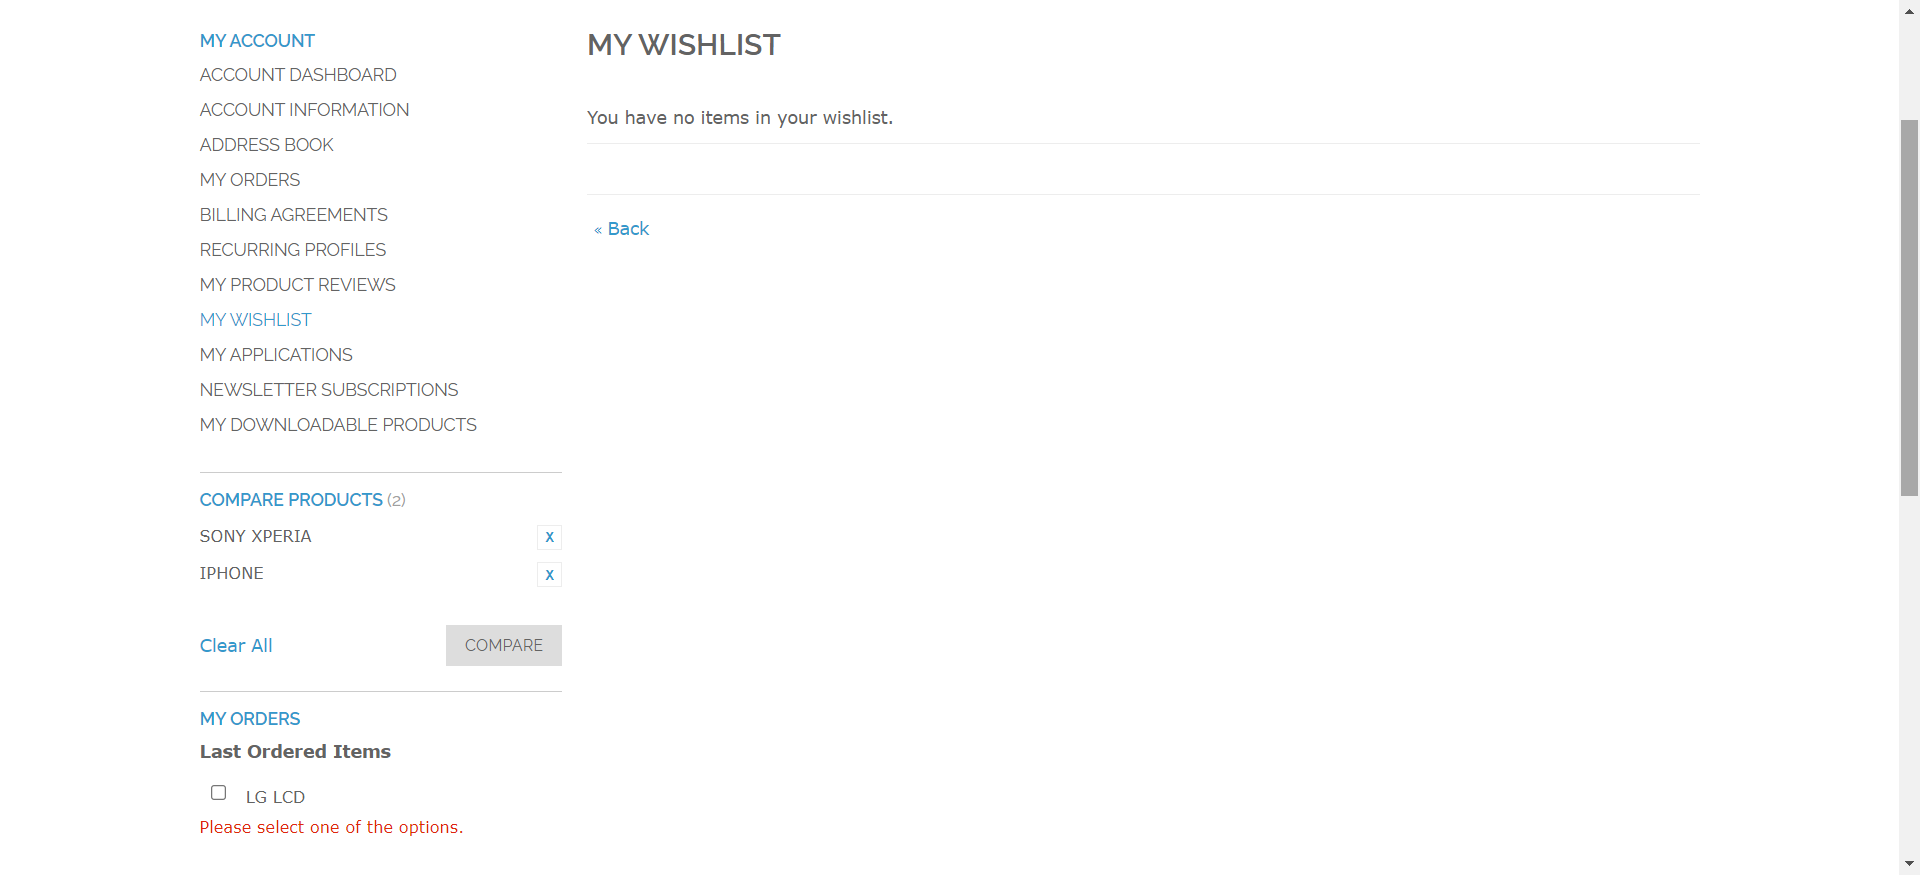 MY ACCOUNT
ACCOUNT DASHBOARD
ACCOUNT INFORMATION
ADDRESS BOOK
MY ORDERS
BILLING AGREEMENTS
RECURRING PROFILES
MY PRODUCT REVIEWS
MY WISHLIST
MY APPLICATIONS
NEWSLETTER SUBSCRIPTIONS
MY DOWNLOADABLE PRODUCTS
COMPARE PRODUCTS (2)
SONY XPERIA X
IPHONE X
Clear All COMPARE
MY ORDERS
Last Ordered Items
LG LCD
Please select one of the options.
MY WISHLIST
You have no items in your wishlist.
« Back